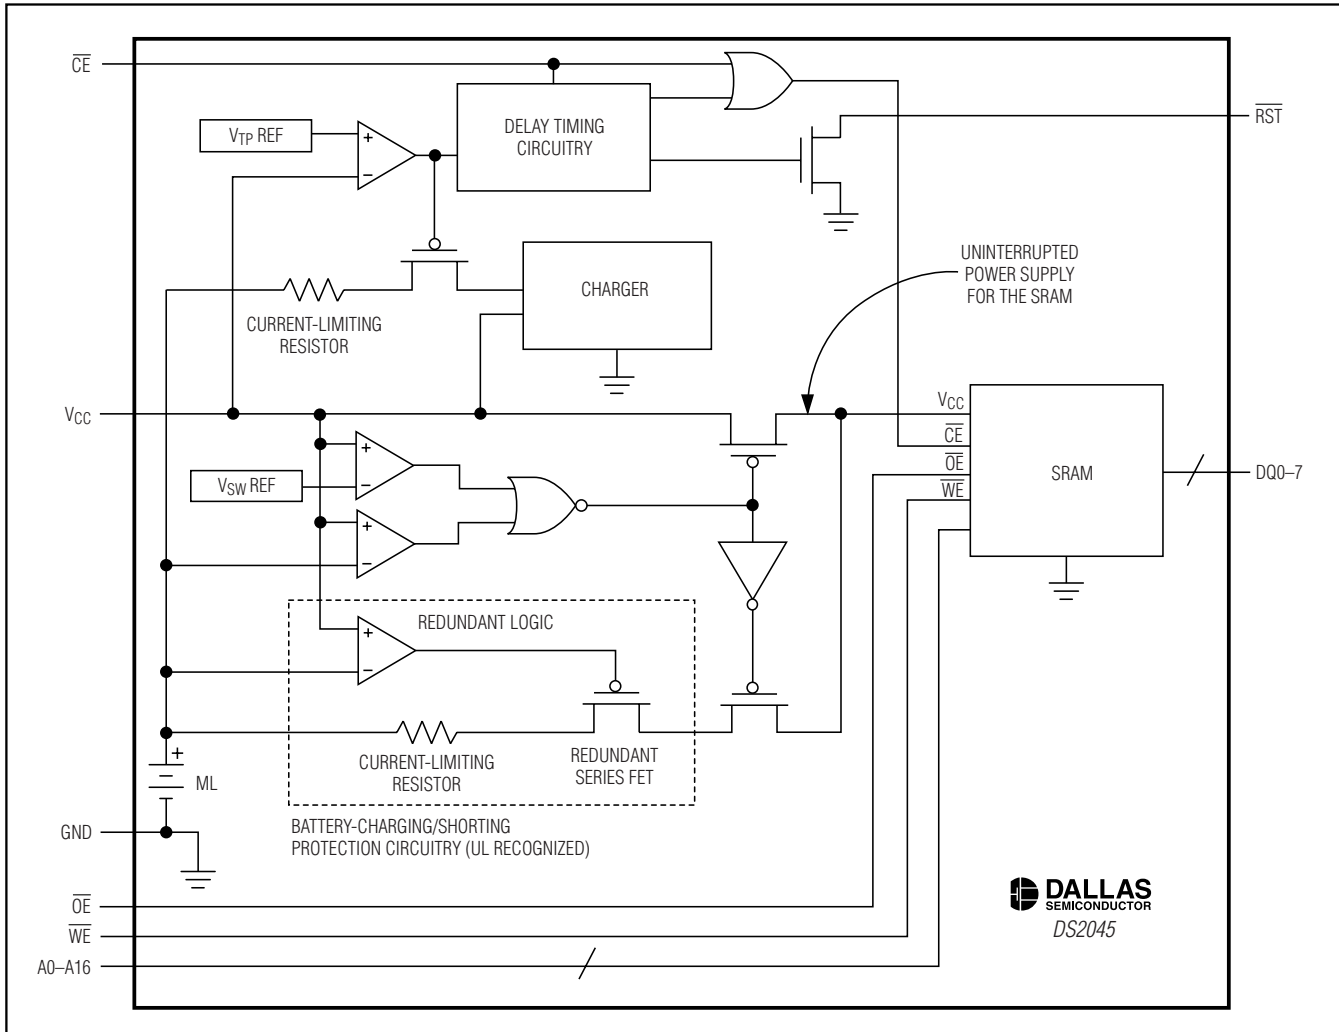 CE
VTP REF
+
−
DELAY TIMING
CIRCUITRY
RST
CHARGER
UNINTERRUPTED
POWER SUPPLY
FOR THE SRAM
CURRENT-LIMITING
RESISTOR
VCC
VCC
CE
OE
WE
SRAM
DQ0–7
+
−
VSW REF
+
−
REDUNDANT LOGIC
+
−
CURRENT-LIMITING
RESISTOR
REDUNDANT
SERIES FET
+
ML
GND
BATTERY-CHARGING/SHORTING
PROTECTION CIRCUITRY (UL RECOGNIZED)
OE
WE
A0–A16
DALLAS
SEMICONDUCTOR
DS2045